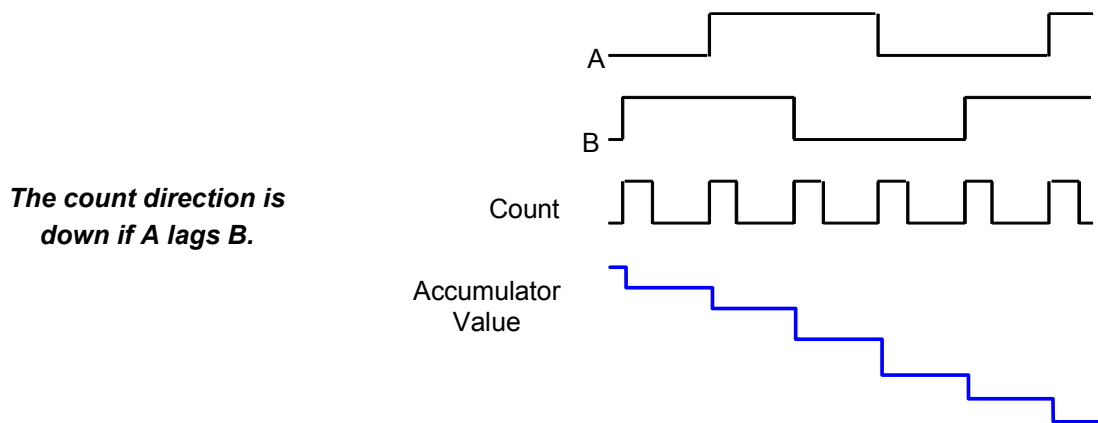 A
B
The count direction is
down if A lags B.
Count
Accumulator
Value